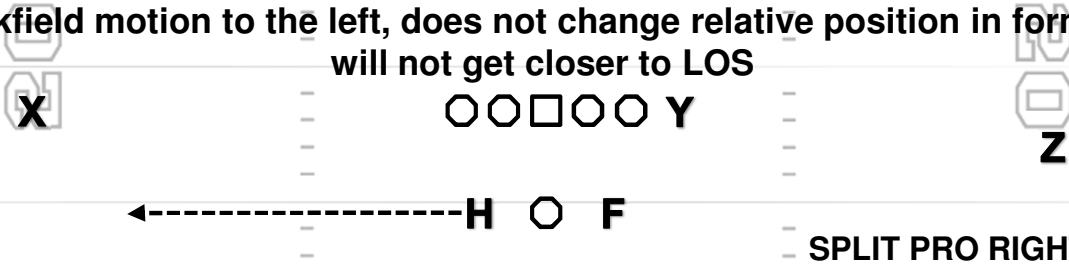 kfield motion to the left, does not change relative position in for
will not get closer to LOS
X Y
Z
H F
SPLIT PRO RIGH